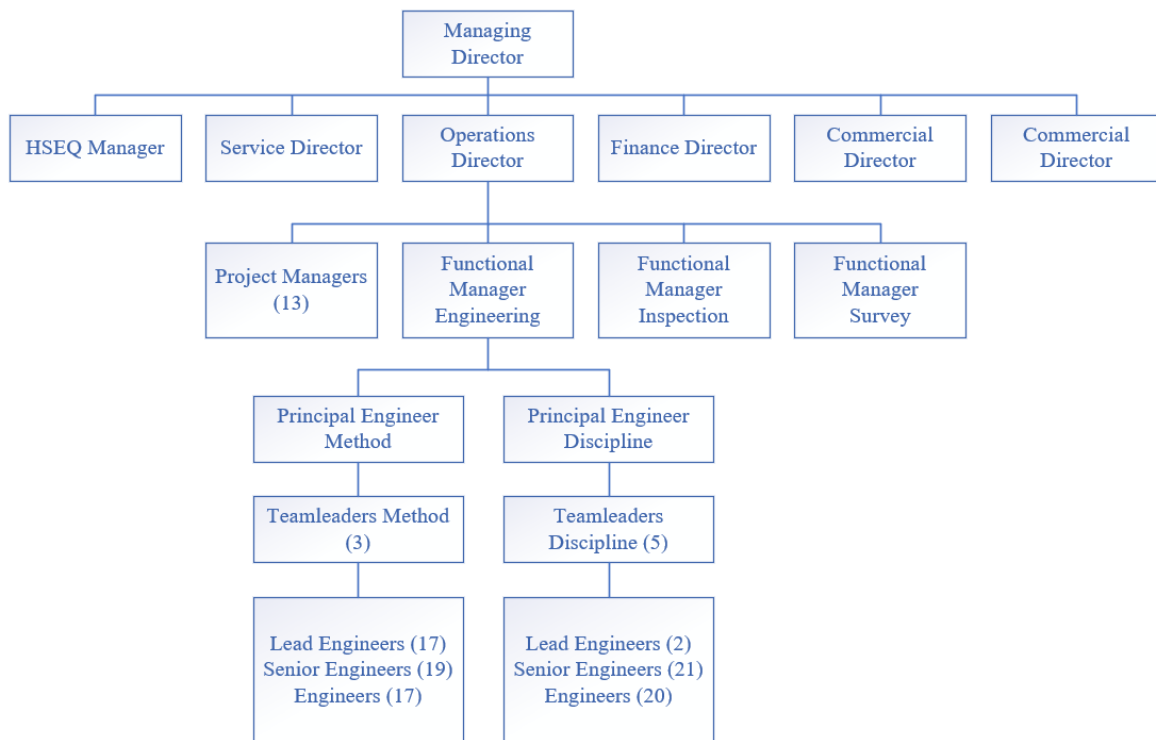 Managing
Director
HSEQ Manager
Service Director
Operations
Director
Finance Director
Commercial
Director
Commercial
Director
Project Managers
(13)
Functional
Manager
Engineering
Functional
Manager
Inspection
Functional
Manager
Survey
Principal Engineer
Method
Principal Engineer
Discipline
Teamleaders Method
(3)
Teamleaders
Discipline (5)
Lead Engineers (17)
Senior Engineers (19)
Engineers (17)
Lead Engineers (2)
Senior Engineers (21)
Engineers (20)